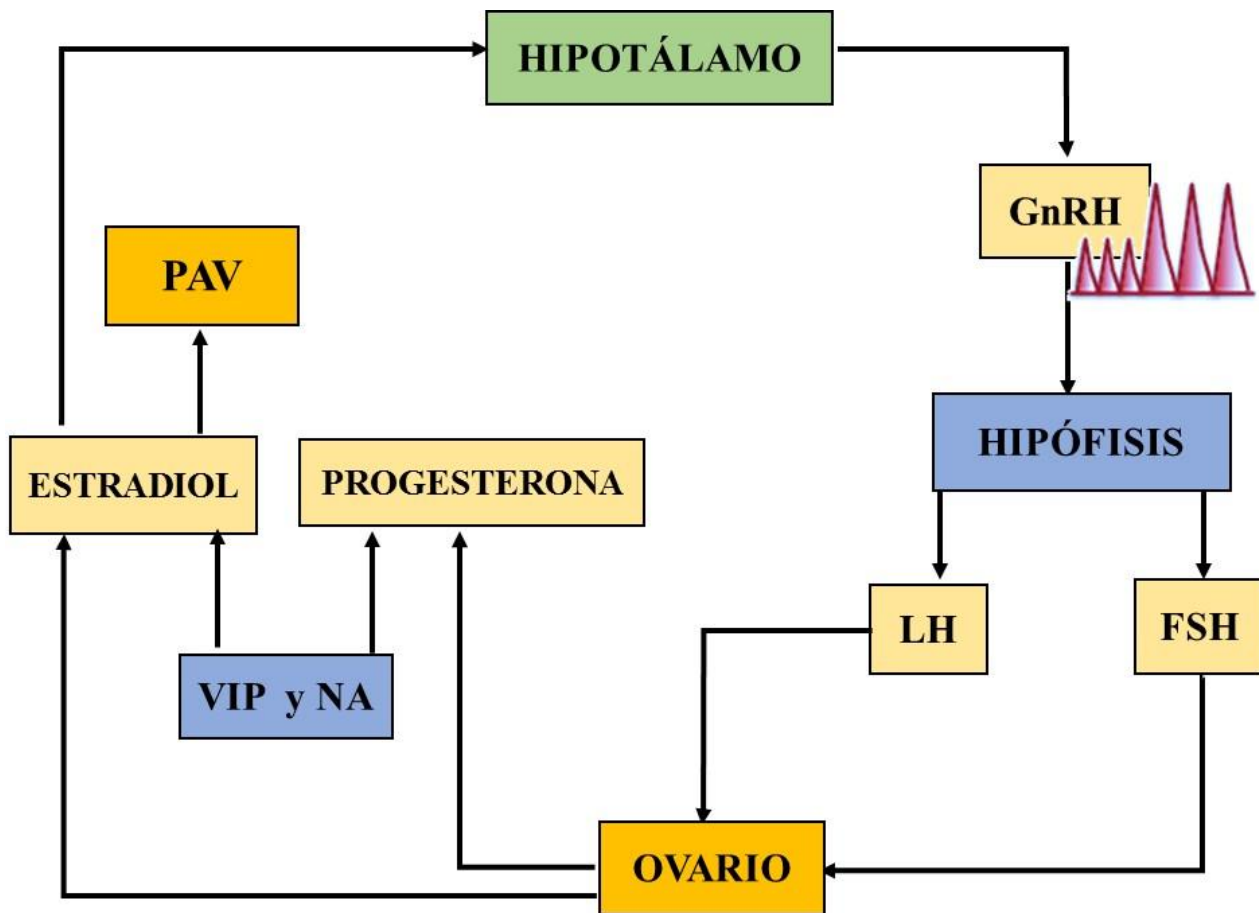 HIPOTÁLAMO
GnRH
PAV
HIPÓFISIS
ESTRADIOL
PROGESTERONA
LH
FSH
VIP y NA
OVARIO